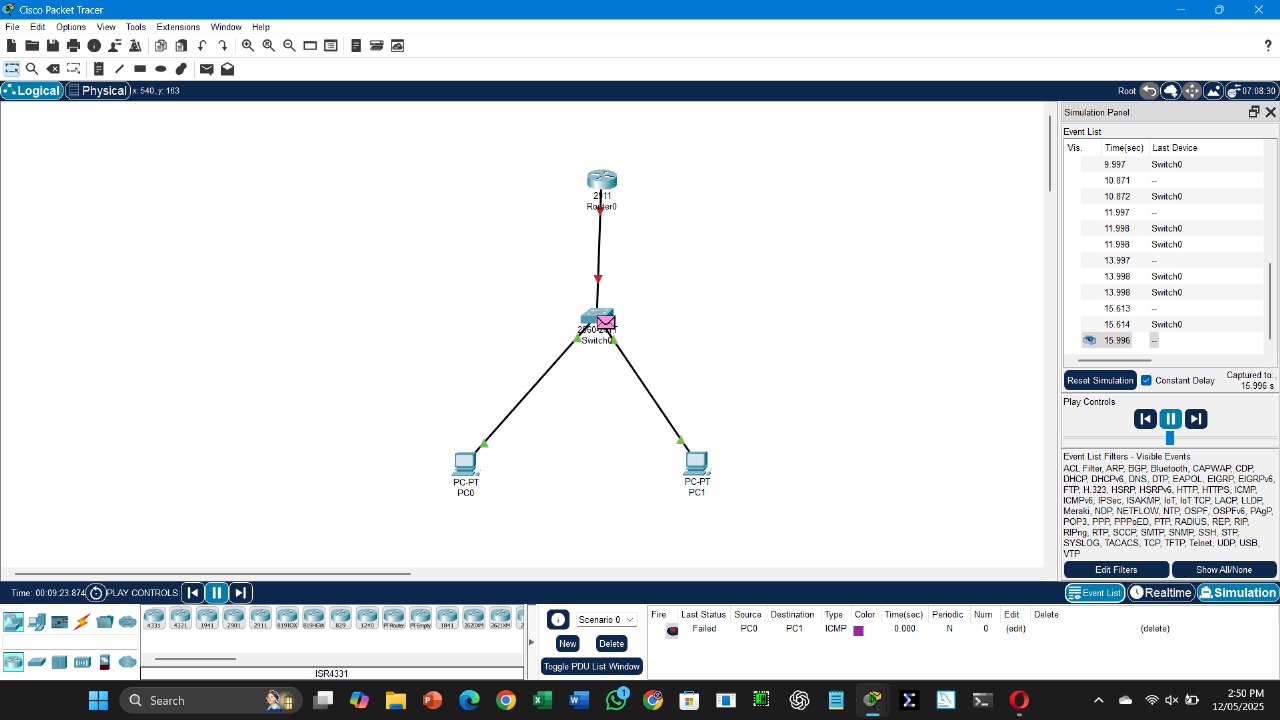 Cisco Packet Tracer
File Edit Options View Tools Extensions Window Help
?
Logical Physical x: 540, y: 163 Root 07:08:30
Simulation Panel
Event List
Vis. Time(sec) Last Device
9.997 Switch0
10.871 --
10.872 Switch0
11.997 --
11.998 Switch0
11.998 Switch0
13.997 --
13.998 Switch0
13.998 Switch0
15.613 --
15.614 Switch0
15.996 --
Reset Simulation Constant Delay Captured to:
15.996 s
Play Controls
Event List Filters - Visible Events
ACL Filter, ARP, BGP, Bluetooth, CAPWAP, CDP,
DHCP, DHCPv6, DNS, DTP, EAPOL, EIGRP, EIGRPv6,
FTP, H.323, HSRP, HSRPv6, HTTP, HTTPS, ICMP,
ICMPv6, IPSec, ISAKMP, IoT, IoT TCP, LACP, LLDP,
Meraki, NDP, NETFLOW, NTP, OSPF, OSPFv6, PAgP,
POP3, PPP, PPPoED, PTP, RADIUS, REP, RIP,
RIPng, RTP, SCCP, SMTP, SNMP, SSH, STP,
SYSLOG, TACACS, TCP, TFTP, Telnet, UDP, USB,
VTP
Edit Filters Show All/None
2911
Router0
Switch0
PC-PT
PC0
PC-PT
PC1
Time: 00:09:23.874 PLAY CONTROLS: Event List Realtime Simulation
4331 4321 1941 2901 2911 819IOX 819HGW 829 1240 PT-Router PT-Empty 1841 2620XM 2621XM
ISR4331
Scenario 0
New Delete
Toggle PDU List Window
Fire Last Status Source Destination Type Color Time(sec) Periodic Num Edit Delete
Failed PC0 PC1 ICMP 0.000 N 0 (edit) (delete)
Search
1
2:50 PM
12/05/2025